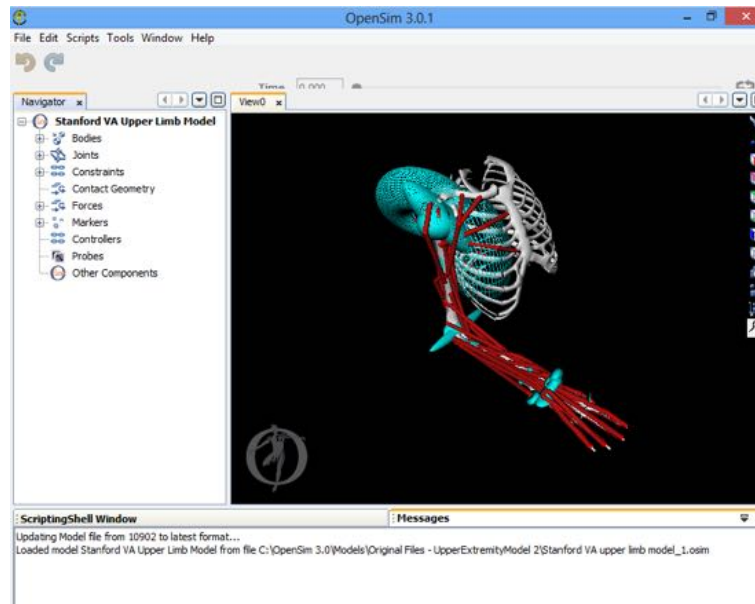 OpenSim 3.0.1
File Edit Scripts Tools Window Help
Time 0.000
Navigator x
View0 x
Stanford VA Upper Limb Model
Bodies
Joints
Constraints
Contact Geometry
Forces
Markers
Controllers
Probes
Other Components
ScriptingShell Window
Messages
Updating Model file from 10902 to latest format...
Loaded model Stanford VA Upper Limb Model from file C:\OpenSim 3.0\Models\Original Files - UpperExtremityModel 2\Stanford VA upper limb model_1.osim